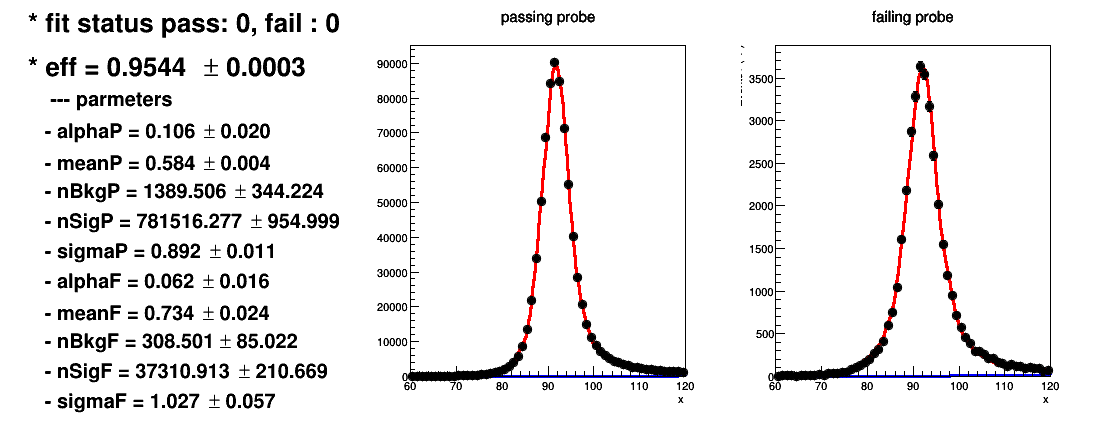 * fit status pass: 0, fail : 0
* eff = 0.9544 ± 0.0003
--- parmeters
- alphaP = 0.106 ± 0.020
- meanP = 0.584 ± 0.004
- nBkgP = 1389.506 ± 344.224
- nSigP = 781516.277 ± 954.999
- sigmaP = 0.892 ± 0.011
- alphaF = 0.062 ± 0.016
- meanF = 0.734 ± 0.024
- nBkgF = 308.501 ± 85.022
- nSigF = 37310.913 ± 210.669
- sigmaF = 1.027 ± 0.057
passing probe
90000
80000
70000
60000
50000
40000
30000
20000
10000
0
60 70 80 90 100 110 120
x
failing probe
3500
3000
2500
2000
1500
1000
500
0
60 70 80 90 100 110 120
x